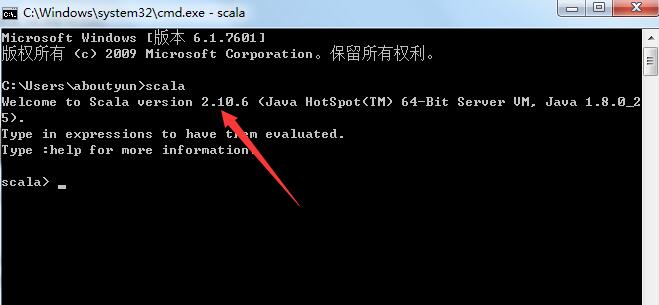 C:\Windows\system32\cmd.exe - scala
Microsoft Windows [版本 6.1.7601]
版权所有 (c) 2009 Microsoft Corporation。保留所有权利。
C:\Users\aboutyun>scala
Welcome to Scala version 2.10.6 (Java HotSpot(TM) 64-Bit Server VM, Java 1.8.0_2
5).
Type in expressions to have them evaluated.
Type :help for more information.
scala> _